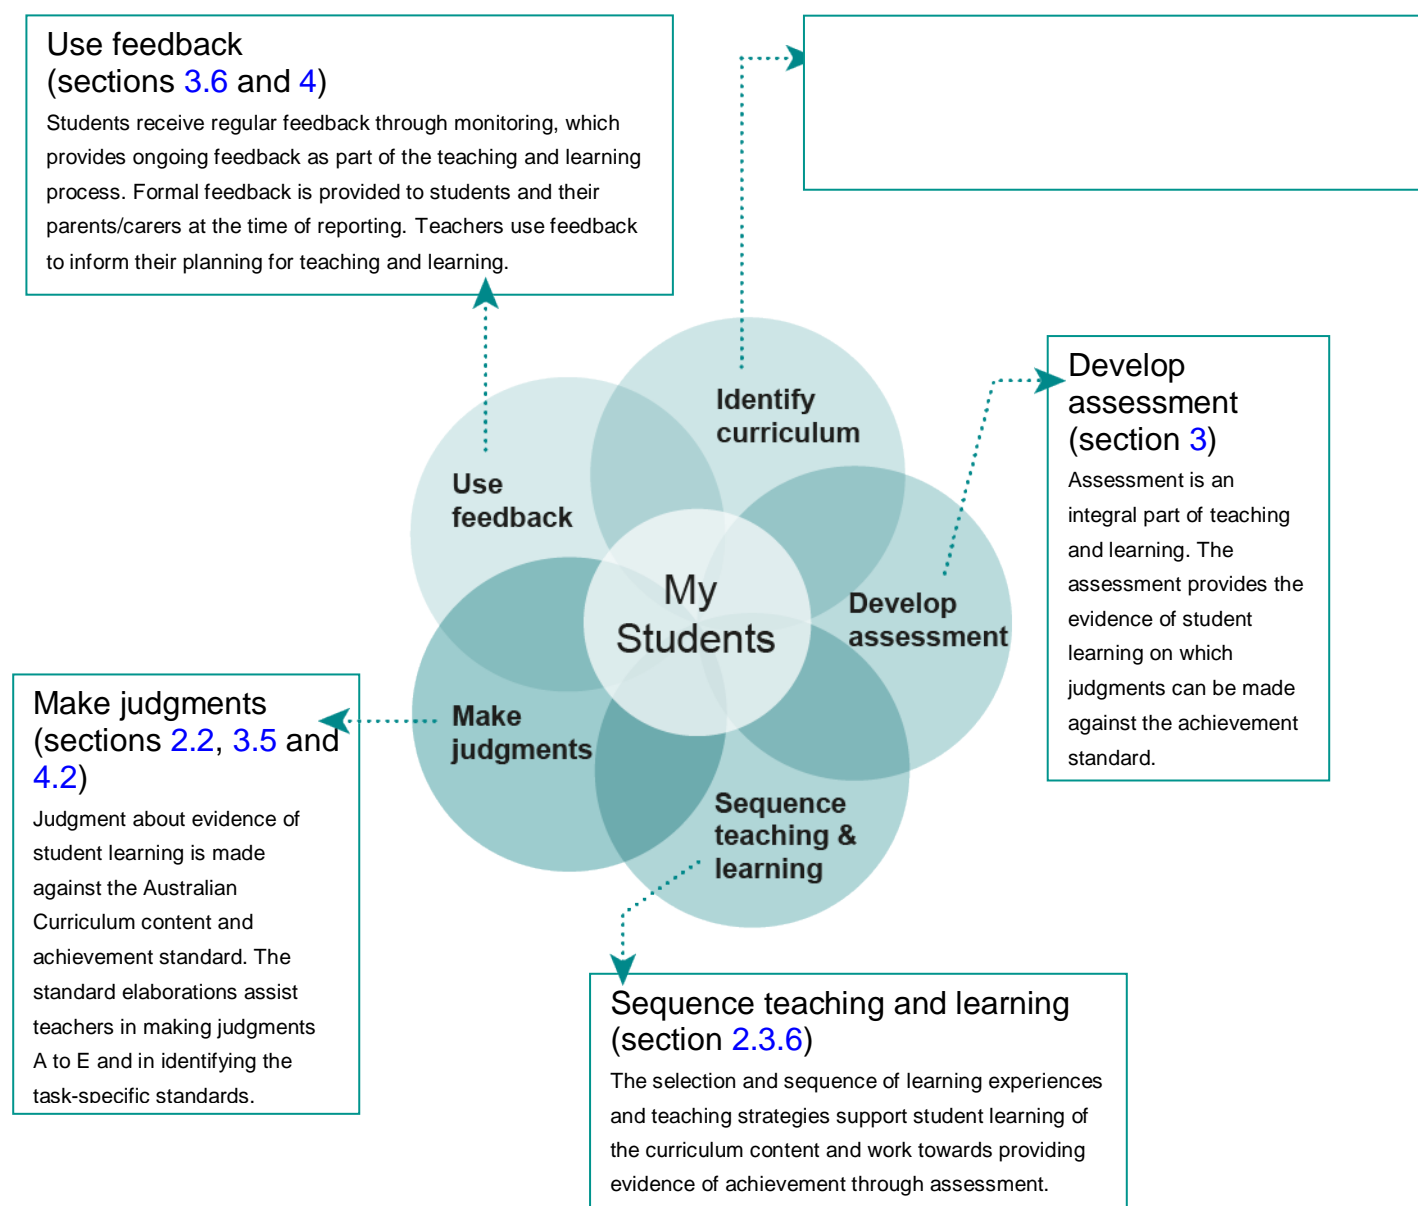 Use feedback
(sections 3.6 and 4)
Students receive regular feedback through monitoring, which
provides ongoing feedback as part of the teaching and learning
process. Formal feedback is provided to students and their
parents/carers at the time of reporting. Teachers use feedback
to inform their planning for teaching and learning.
Identify
curriculum
Use
feedback
My
Students
Develop
assessment
Make
judgments
Sequence
teaching &
learning
Develop
assessment
(section 3)
Assessment is an
integral part of teaching
and learning. The
assessment provides the
evidence of student
learning on which
judgments can be made
against the achievement
standard.
Make judgments
(sections 2.2, 3.5 and
4.2)
Judgment about evidence of
student learning is made
against the Australian
Curriculum content and
achievement standard. The
standard elaborations assist
teachers in making judgments
A to E and in identifying the
task-specific standards.
Sequence teaching and learning
(section 2.3.6)
The selection and sequence of learning experiences
and teaching strategies support student learning of
the curriculum content and work towards providing
evidence of achievement through assessment.